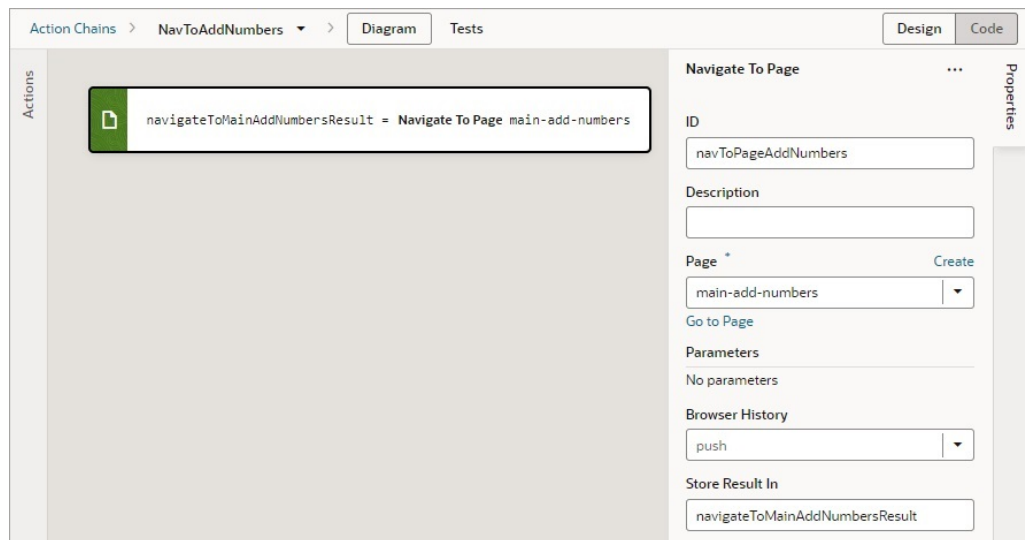 Action Chains > NavToAddNumbers > Diagram Tests Design Code
Actions
navigateToMainAddNumbersResult = Navigate To Page main-add-numbers
Navigate To Page ...
Properties
ID
navToPageAddNumbers
Description
Page * Create
main-add-numbers
Go to Page
Parameters
No parameters
Browser History
push
Store Result In
navigateToMainAddNumbersResult